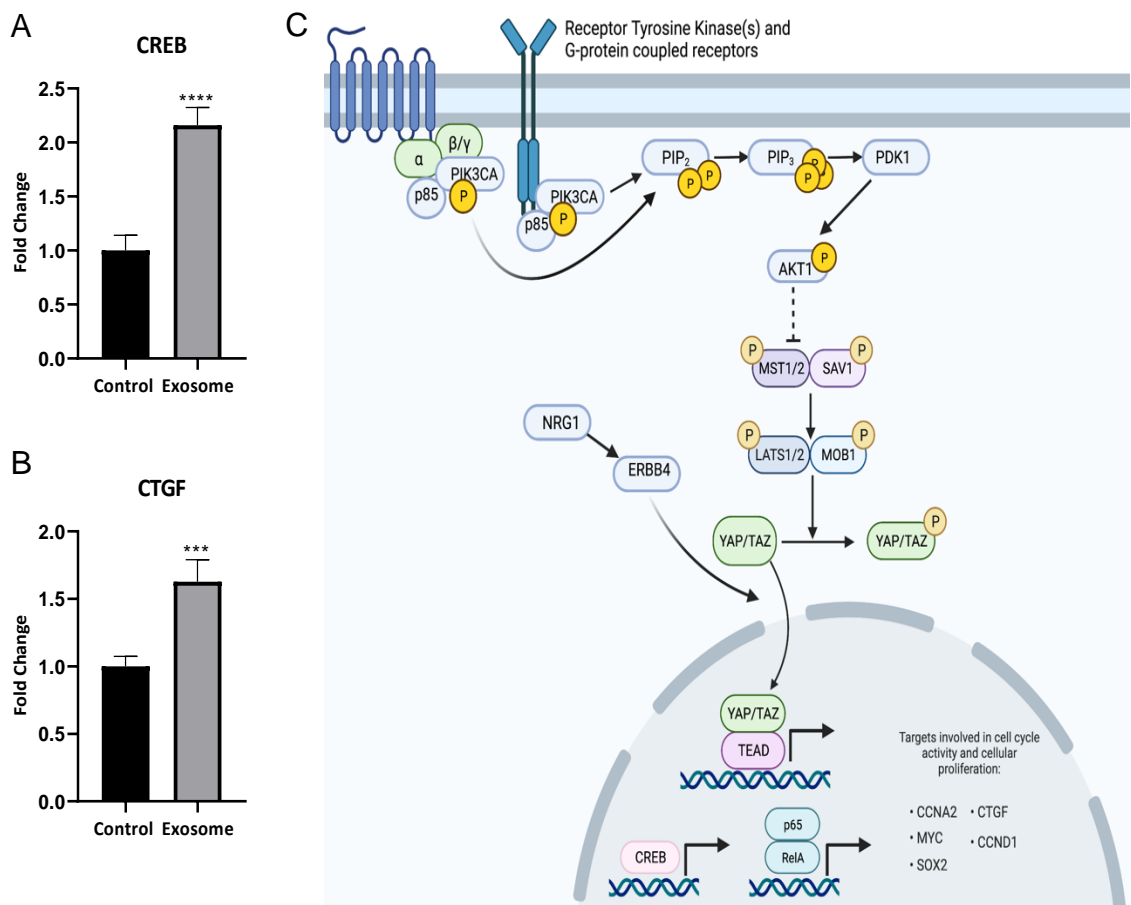 A
CREB
Fold Change
2.5
2.0
1.5
1.0
0.5
0.0
****
Control
Exosome
B
CTGF
Fold Change
2.0
1.5
1.0
0.5
0.0
***
Control
Exosome
C
Receptor Tyrosine Kinase(s) and
G-protein coupled receptors
α
β/γ
PIK3CA
p85
P
PIK3CA
p85
P
PIP2
P
P
PIP3
P
P
P
PDK1
AKT1
P
P
MST1/2
SAV1
P
P
LATS1/2
MOB1
P
NRG1
ERBB4
YAP/TAZ
YAP/TAZ
P
YAP/TAZ
TEAD
Targets involved in cell cycle
activity and cellular
proliferation:
• CCNA2 • CTGF
• MYC • CCND1
• SOX2
p65
RelA
CREB